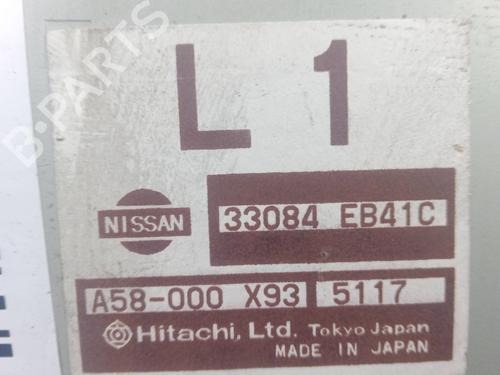 L 1
NISSAN 33084 EB41C
A58-000 X93 5117
Hitachi, Ltd. Tokyo Japan
MADE IN JAPAN
B-PARTS